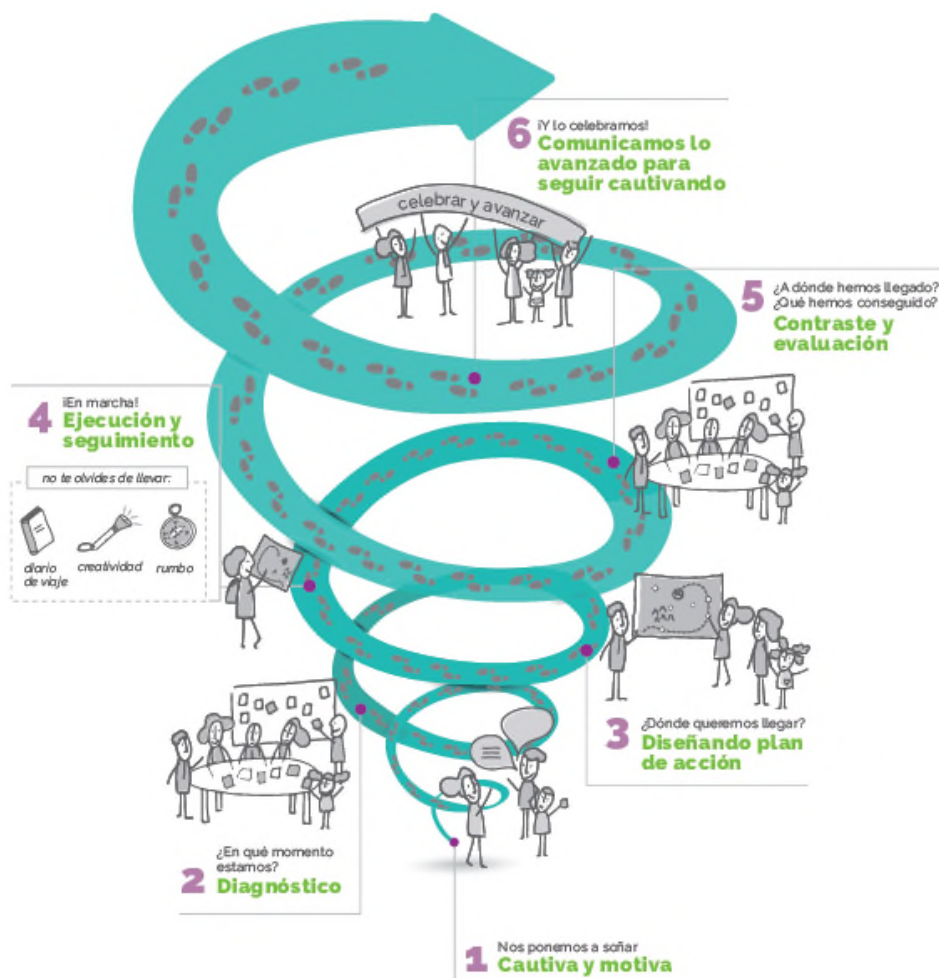 6 ¡Y lo celebramos!
Comunicamos lo
avanzado para
seguir cautivando
celebrar y avanzar
5 ¿A dónde hemos llegado?
¿Qué hemos conseguido?
Contraste y
evaluación
4 ¡En marcha!
Ejecución y
seguimiento
no te olvides de llevar:
diario
de viaje
creatividad
rumbo
3 ¿Dónde queremos llegar?
Diseñando plan
de acción
2 ¿En qué momento
estamos?
Diagnóstico
1 Nos ponemos a soñar
Cautiva y motiva